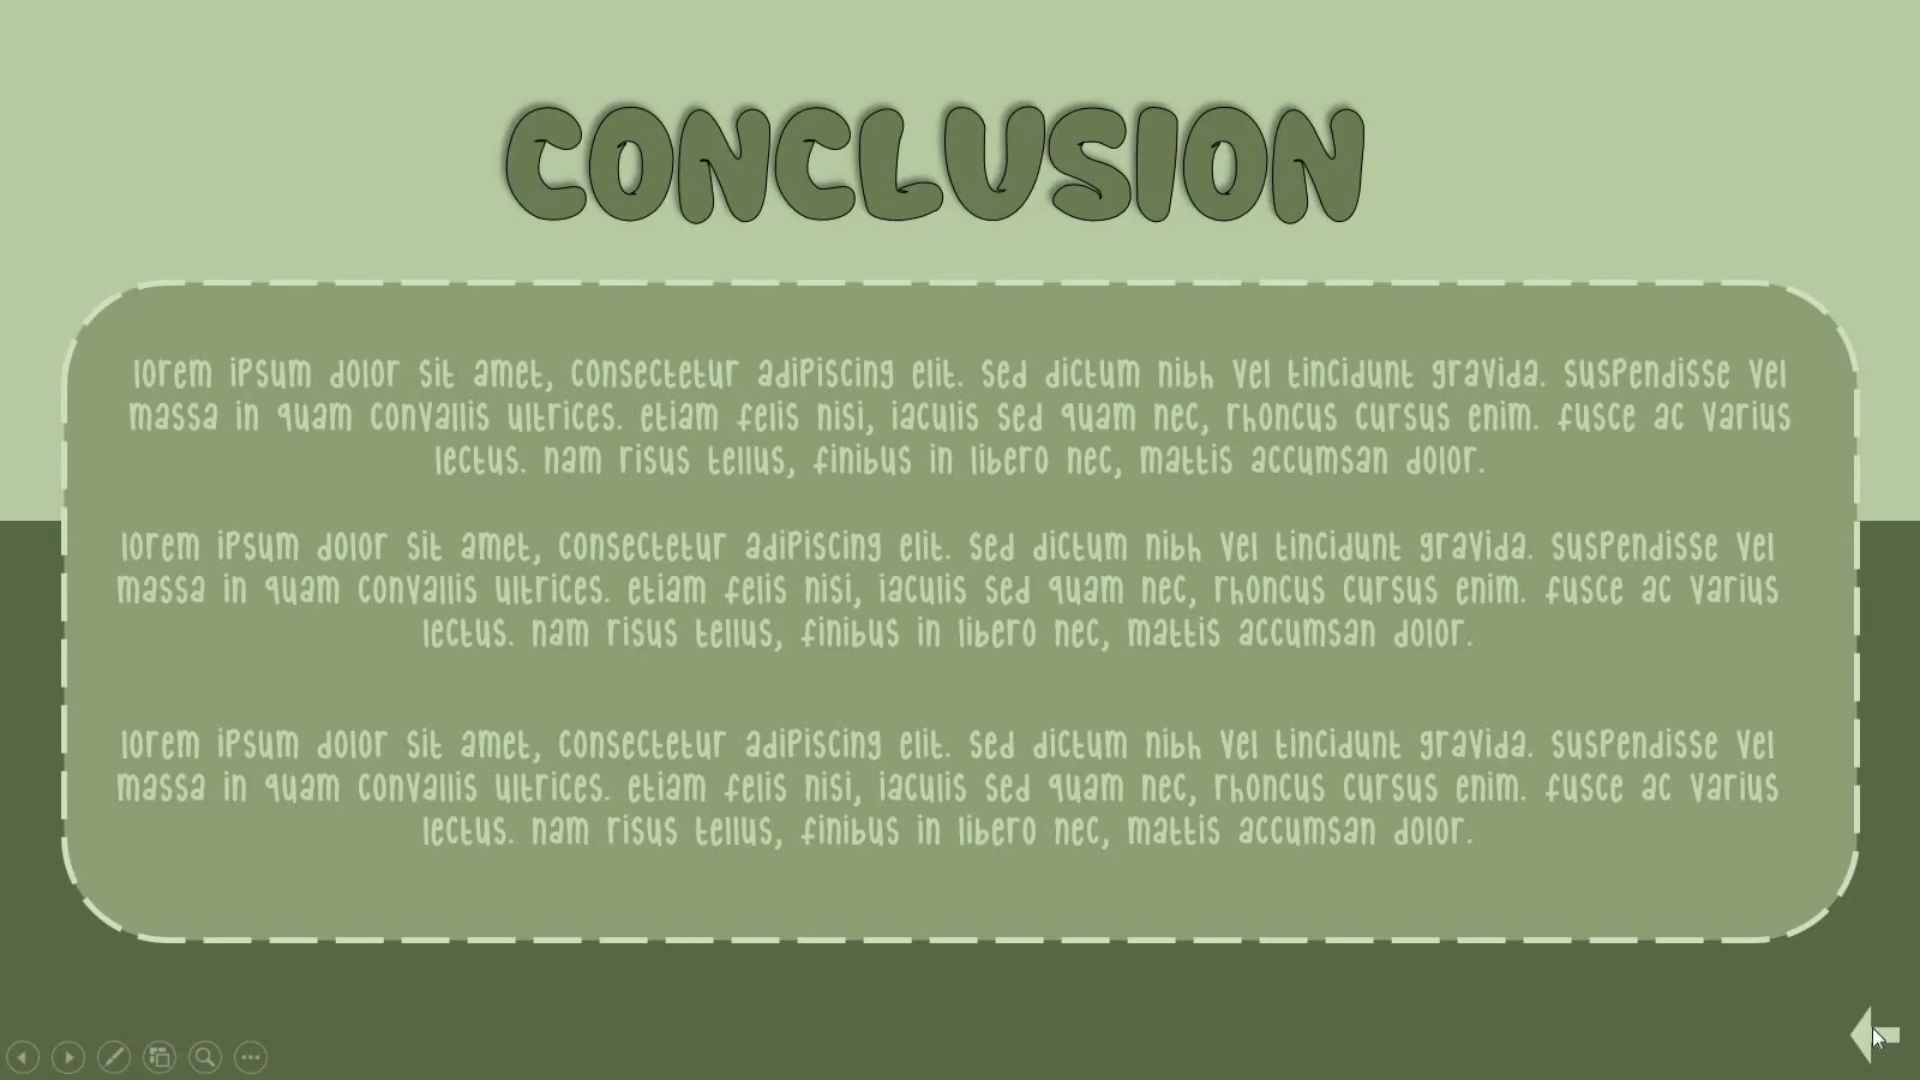 CONCLUSION
lorem ipsum dolor sit amet, consectetur adipiscing elit. sed dictum nibh vel tincidunt gravida. suspendisse vel
massa in quam convallis ultrices. etiam felis nisi, iaculis sed quam nec, rhoncus cursus enim. fusce ac varius
lectus. nam risus tellus, finibus in libero nec, mattis accumsan dolor.
lorem ipsum dolor sit amet, consectetur adipiscing elit. sed dictum nibh vel tincidunt gravida. suspendisse vel
massa in quam convallis ultrices. etiam felis nisi, iaculis sed quam nec, rhoncus cursus enim. fusce ac varius
lectus. nam risus tellus, finibus in libero nec, mattis accumsan dolor.
lorem ipsum dolor sit amet, consectetur adipiscing elit. sed dictum nibh vel tincidunt gravida. suspendisse vel
massa in quam convallis ultrices. etiam felis nisi, iaculis sed quam nec, rhoncus cursus enim. fusce ac varius
lectus. nam risus tellus, finibus in libero nec, mattis accumsan dolor.